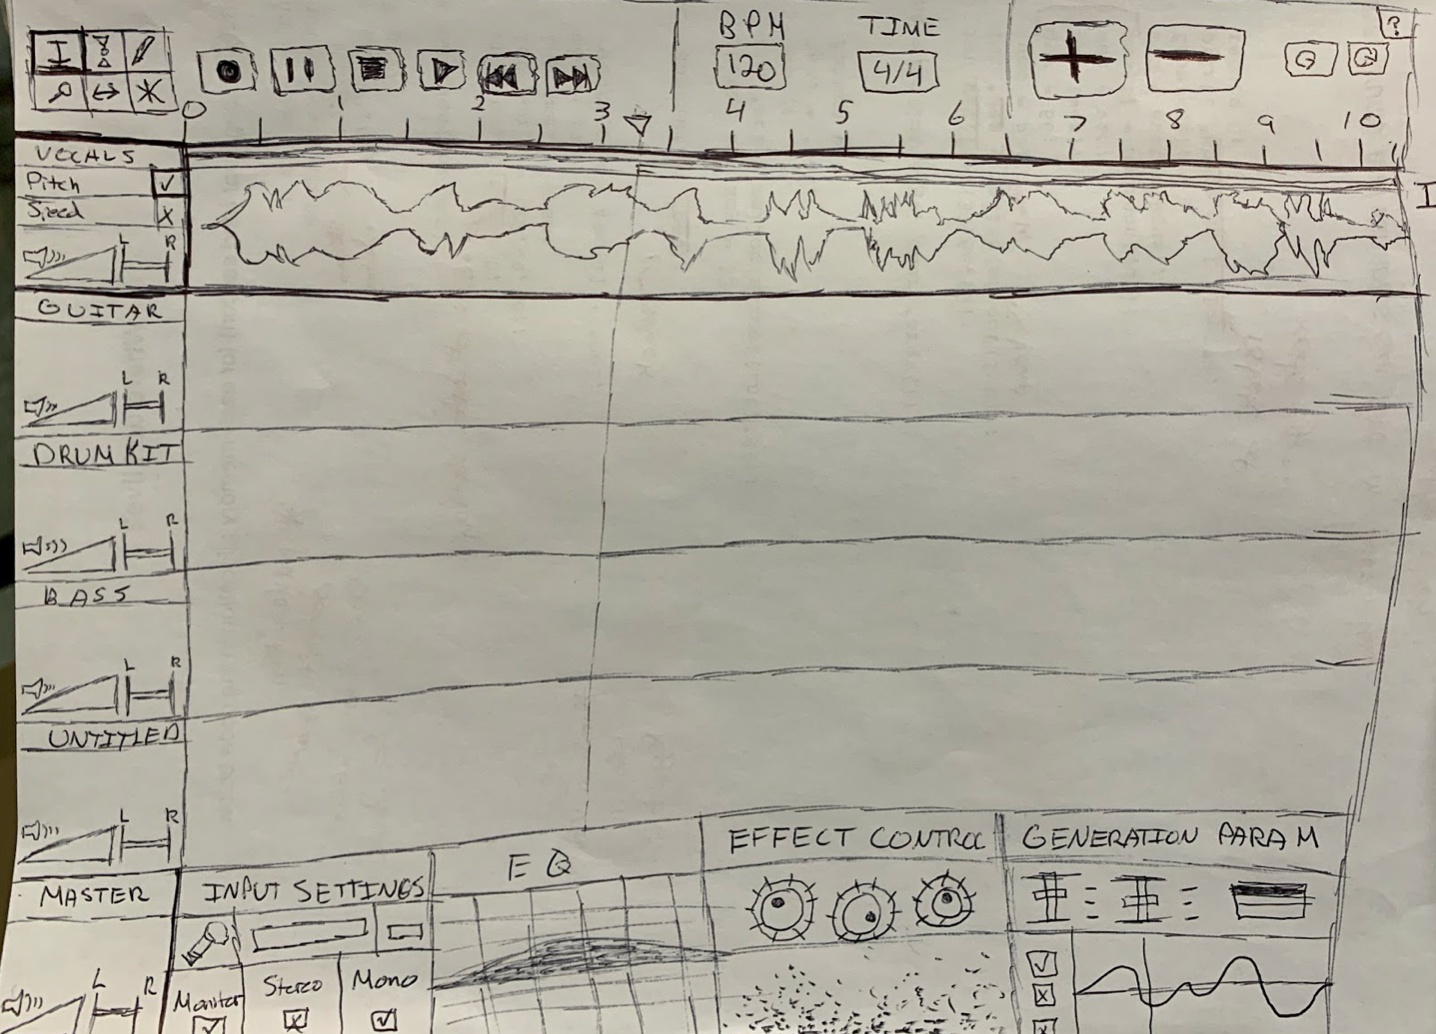 BPM TIME
?
120 4/4
0 1 2 3 4 5 6 7 8 9 10
VOCALS
Pitch
Speed
L R
GUITAR
L R
DRUM KIT
L R
BASS
L R
UNTITLED
L R
MASTER
L R
INPUT SETTINGS
Monitor Stereo Mono
EQ
EFFECT CONTROL
GENERATION PARAM